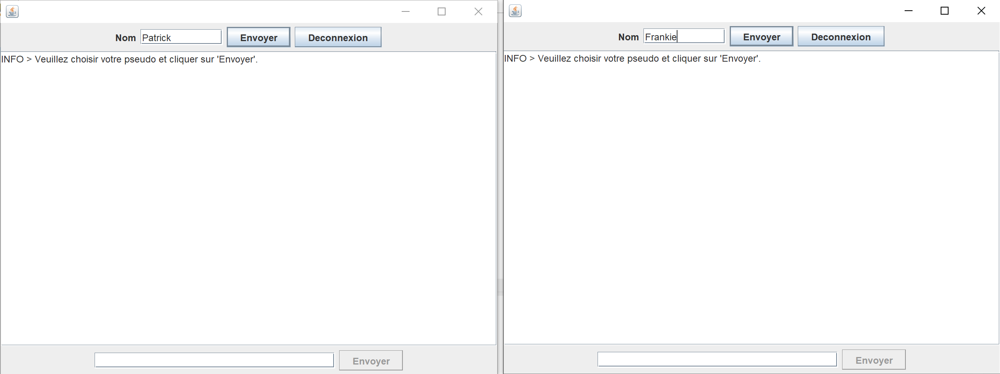 Nom Patrick Envoyer Deconnexion
INFO > Veuillez choisir votre pseudo et cliquer sur 'Envoyer'.
Envoyer
Nom Frankie Envoyer Deconnexion
INFO > Veuillez choisir votre pseudo et cliquer sur 'Envoyer'.
Envoyer